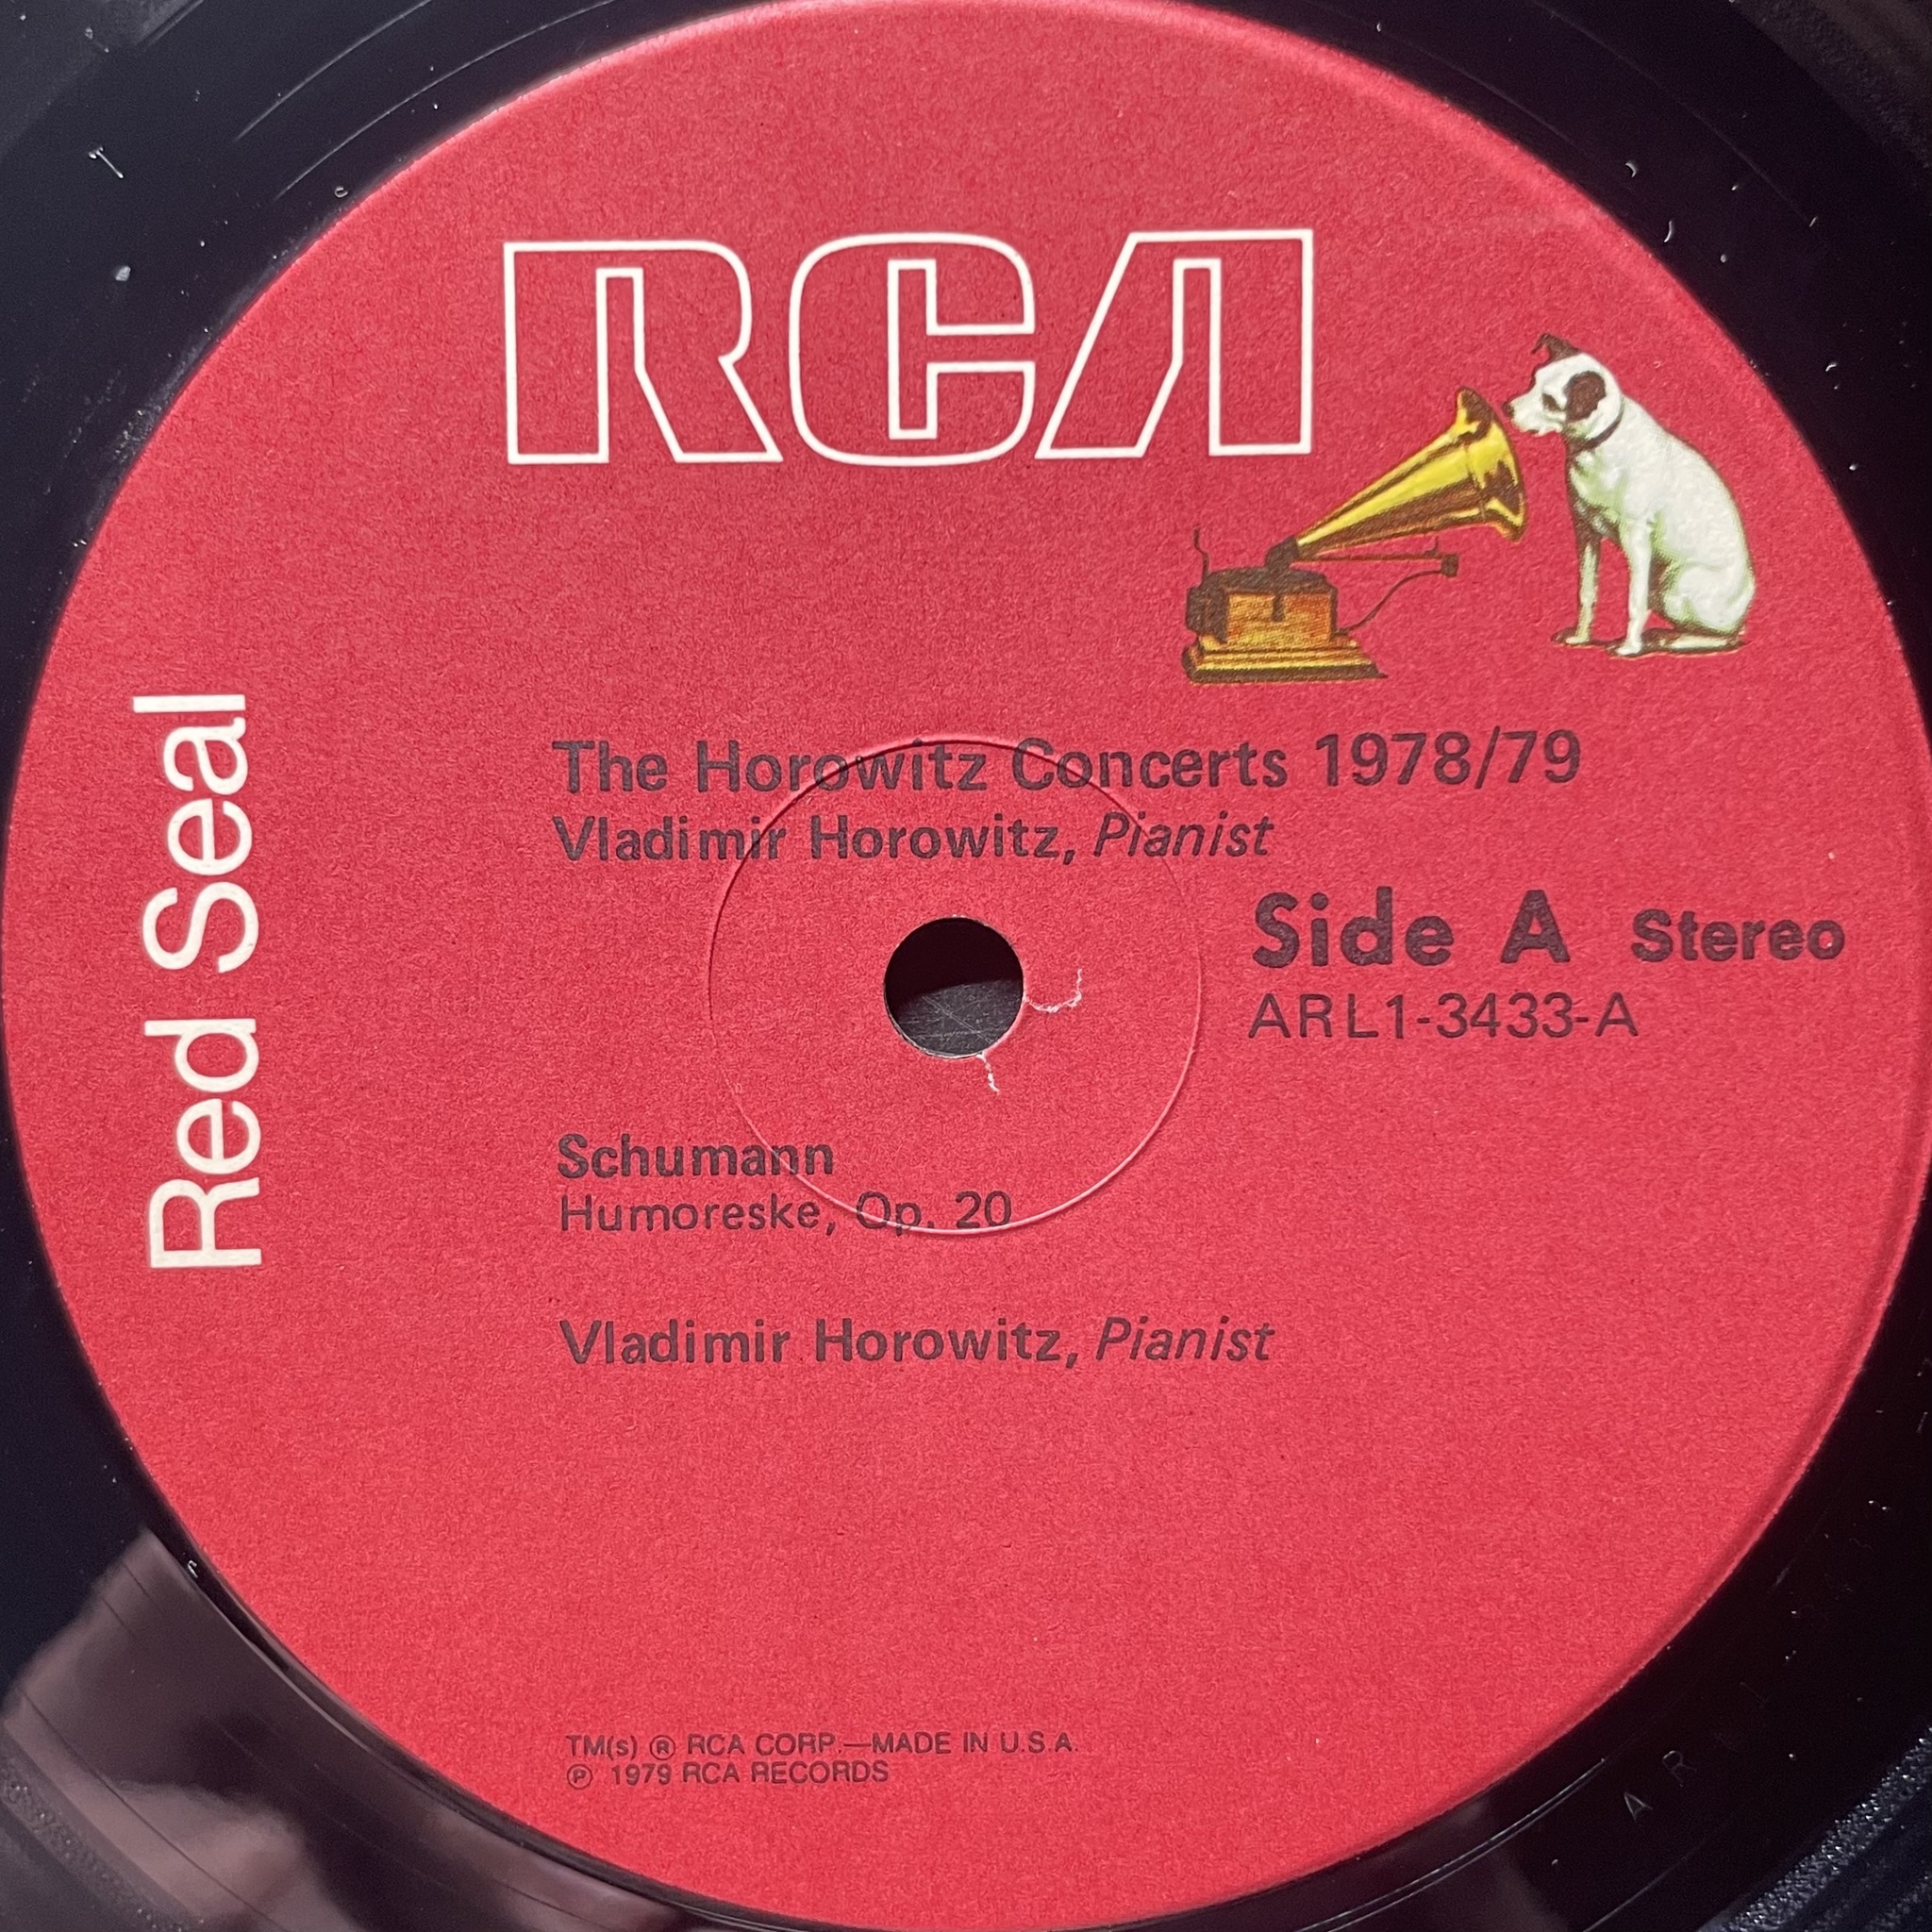 RCA
Red Seal
The Horowitz Concerts 1978/79
Vladimir Horowitz, Pianist
Side A Stereo
ARL1-3433-A
Schumann
Humoreske, Op. 20
Vladimir Horowitz, Pianist
TM(s) ® RCA CORP.—MADE IN U.S.A.
℗ 1979 RCA RECORDS